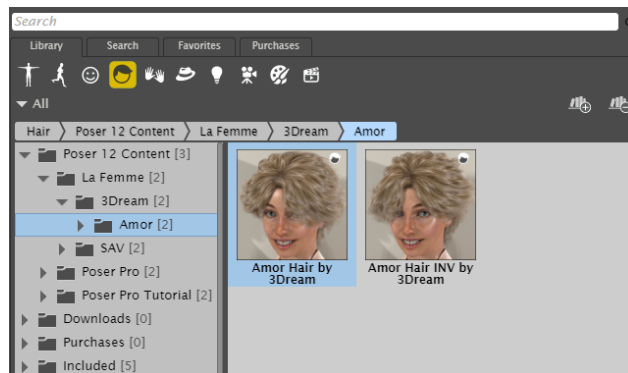 Search
Library Search Favorites Purchases
All
Hair Poser 12 Content La Femme 3Dream Amor
Poser 12 Content [3]
La Femme [2]
3Dream [2]
Amor [2]
SAV [2]
Poser Pro [2]
Poser Pro Tutorial [2]
Downloads [0]
Purchases [0]
Included [5]
Amor Hair by
3Dream
Amor Hair INV by
3Dream